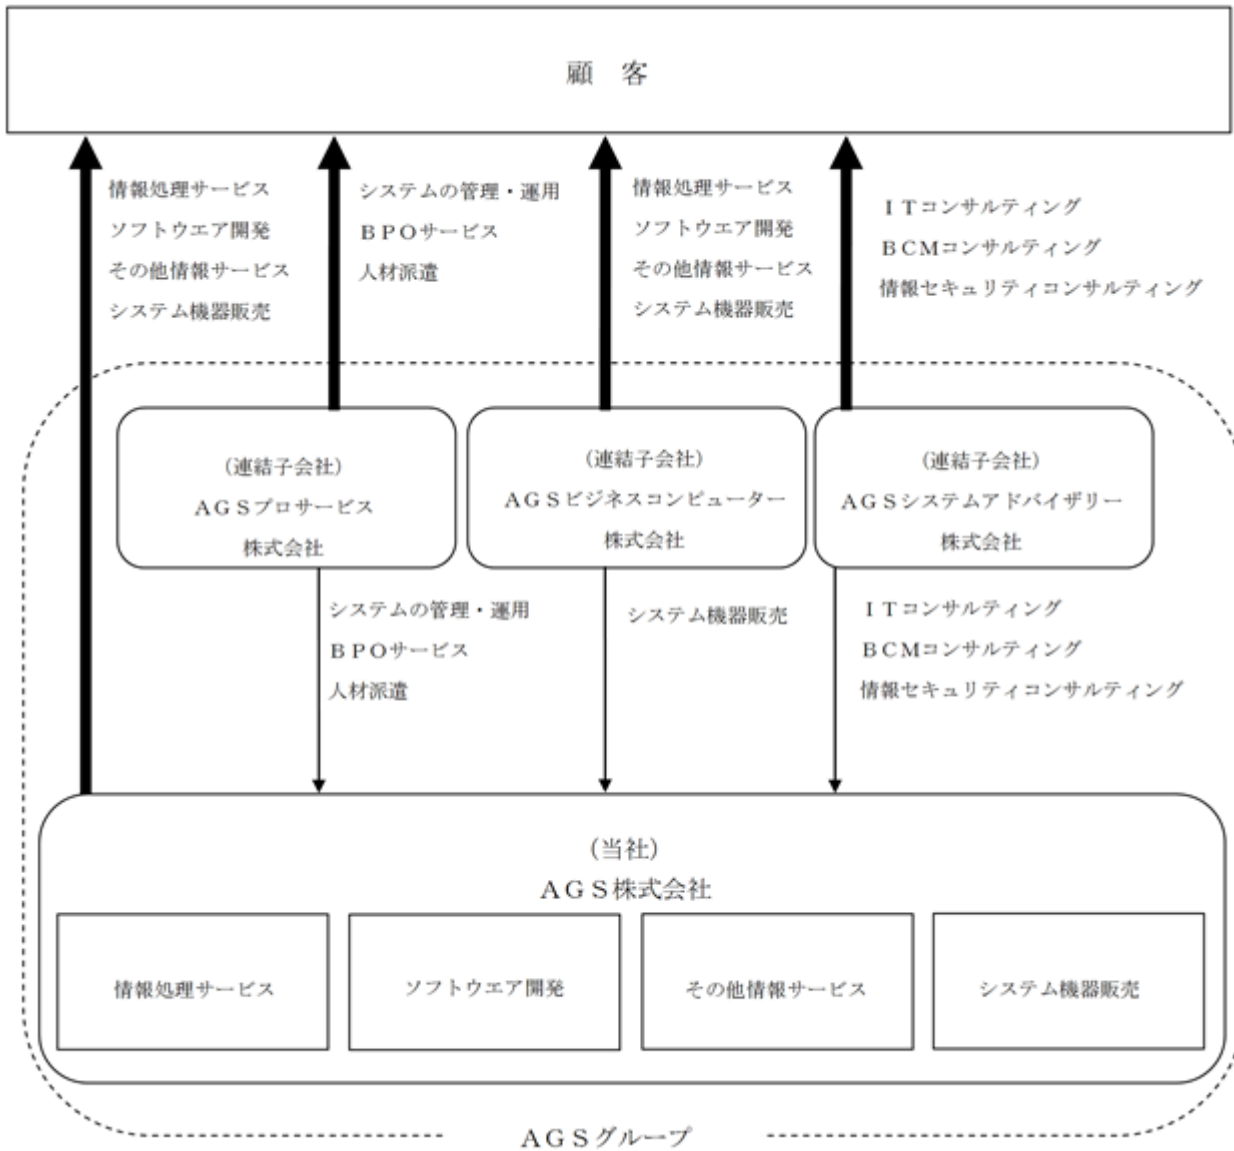 顧　客
情報処理サービス
ソフトウエア開発
その他情報サービス
システム機器販売
システムの管理・運用
ＢＰＯサービス
人材派遣
情報処理サービス
ソフトウエア開発
その他情報サービス
システム機器販売
ＩＴコンサルティング
ＢＣＭコンサルティング
情報セキュリティコンサルティング
（連結子会社）
ＡＧＳプロサービス
株式会社
（連結子会社）
ＡＧＳビジネスコンピューター
株式会社
（連結子会社）
ＡＧＳシステムアドバイザリー
株式会社
システムの管理・運用
ＢＰＯサービス
人材派遣
システム機器販売
ＩＴコンサルティング
ＢＣＭコンサルティング
情報セキュリティコンサルティング
（当社）
ＡＧＳ株式会社
情報処理サービス
ソフトウエア開発
その他情報サービス
システム機器販売
ＡＧＳグループ